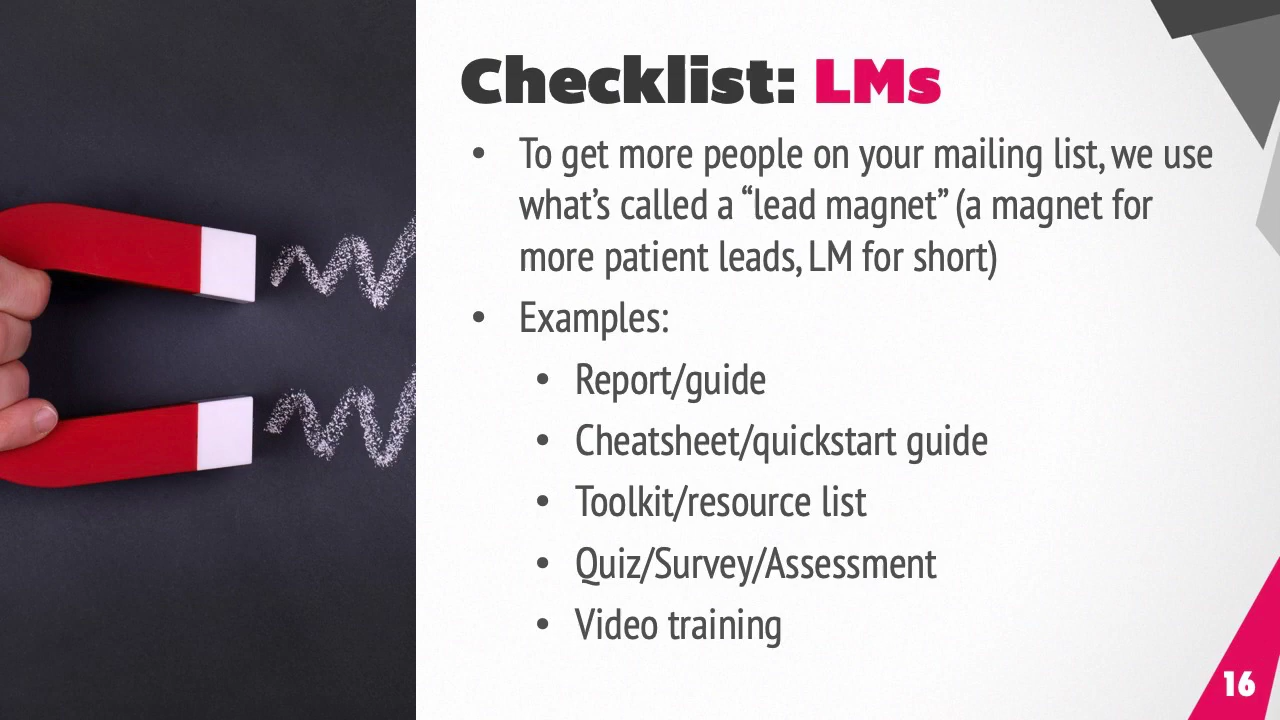 Checklist: LMs
• To get more people on your mailing list, we use
what’s called a “lead magnet” (a magnet for
more patient leads, LM for short)
• Examples:
• Report/guide
• Cheatsheet/quickstart guide
• Toolkit/resource list
• Quiz/Survey/Assessment
• Video training
16